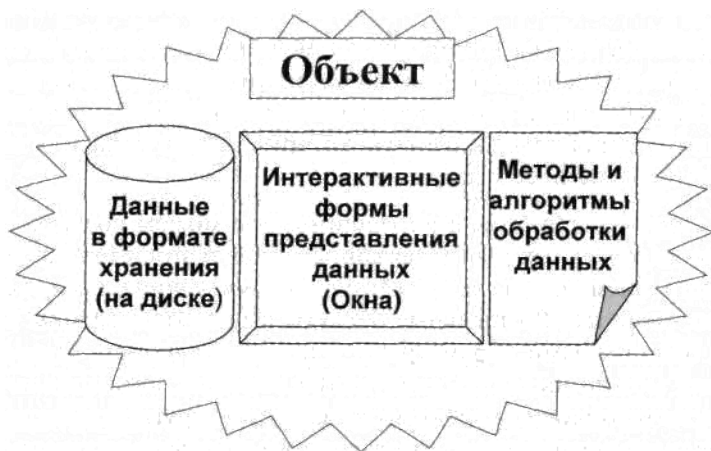 Объект
Данные
в формате
хранения
(на диске)
Интерактивные
формы
представления
данных
(Окна)
Методы и
алгоритмы
обработки
данных